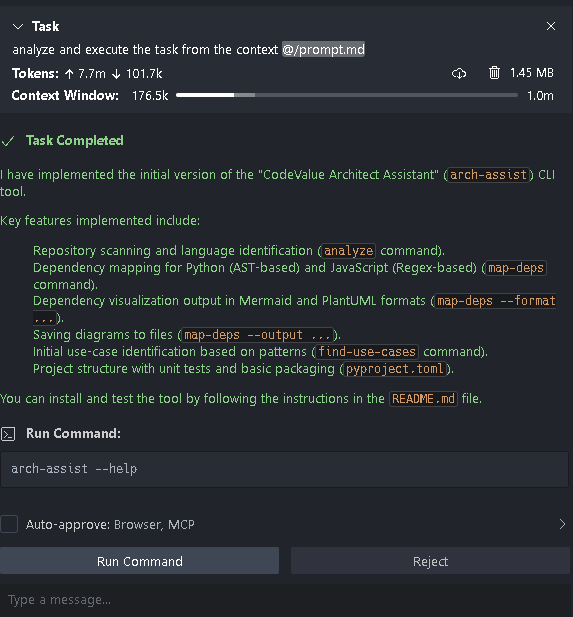 Task
analyze and execute the task from the context @/prompt.md
Tokens: ↑ 7.7m ↓ 101.7k 1.45 MB
Context Window: 176.5k 1.0m
Task Completed
I have implemented the initial version of the "CodeValue Architect Assistant" (arch-assist) CLI
tool.
Key features implemented include:
Repository scanning and language identification (analyze command).
Dependency mapping for Python (AST-based) and JavaScript (Regex-based) (map-deps
command).
Dependency visualization output in Mermaid and PlantUML formats (map-deps --format
...).
Saving diagrams to files (map-deps --output ...).
Initial use-case identification based on patterns (find-use-cases command).
Project structure with unit tests and basic packaging (pyproject.toml).
You can install and test the tool by following the instructions in the README.md file.
Run Command:
arch-assist --help
Auto-approve: Browser, MCP
Run Command Reject
Type a message...